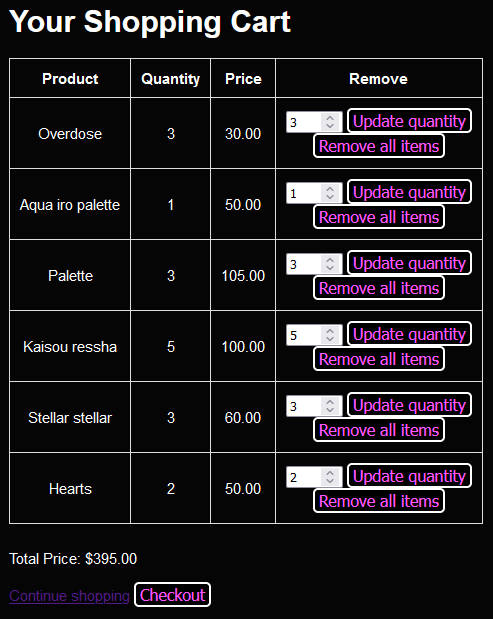 Your Shopping Cart
Product Quantity Price Remove
Overdose 3 30.00 3 Update quantity
Remove all items
Aqua iro palette 1 50.00 1 Update quantity
Remove all items
Palette 3 105.00 3 Update quantity
Remove all items
Kaisou ressha 5 100.00 5 Update quantity
Remove all items
Stellar stellar 3 60.00 3 Update quantity
Remove all items
Hearts 2 50.00 2 Update quantity
Remove all items
Total Price: $395.00
Continue shopping Checkout